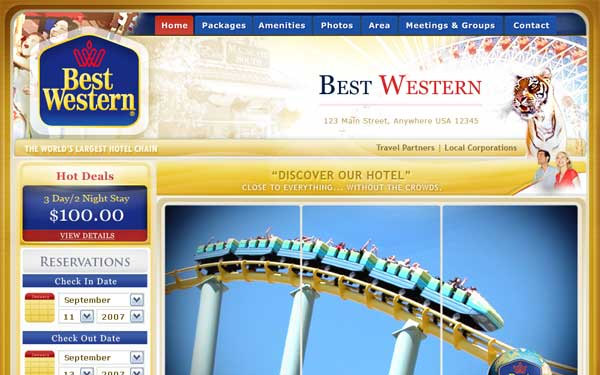 Home Packages Amenities Photos Area Meetings & Groups Contact
Best
Western
®
BEST WESTERN
123 Main Street, Anywhere USA 12345
THE WORLD'S LARGEST HOTEL CHAIN
Travel Partners | Local Corporations
Hot Deals
3 Day/2 Night Stay
$100.00
VIEW DETAILS
"DISCOVER OUR HOTEL"
CLOSE TO EVERYTHING... WITHOUT THE CROWDS.
RESERVATIONS
Check In Date
September
11 2007
Check Out Date
September
13 2007
Best